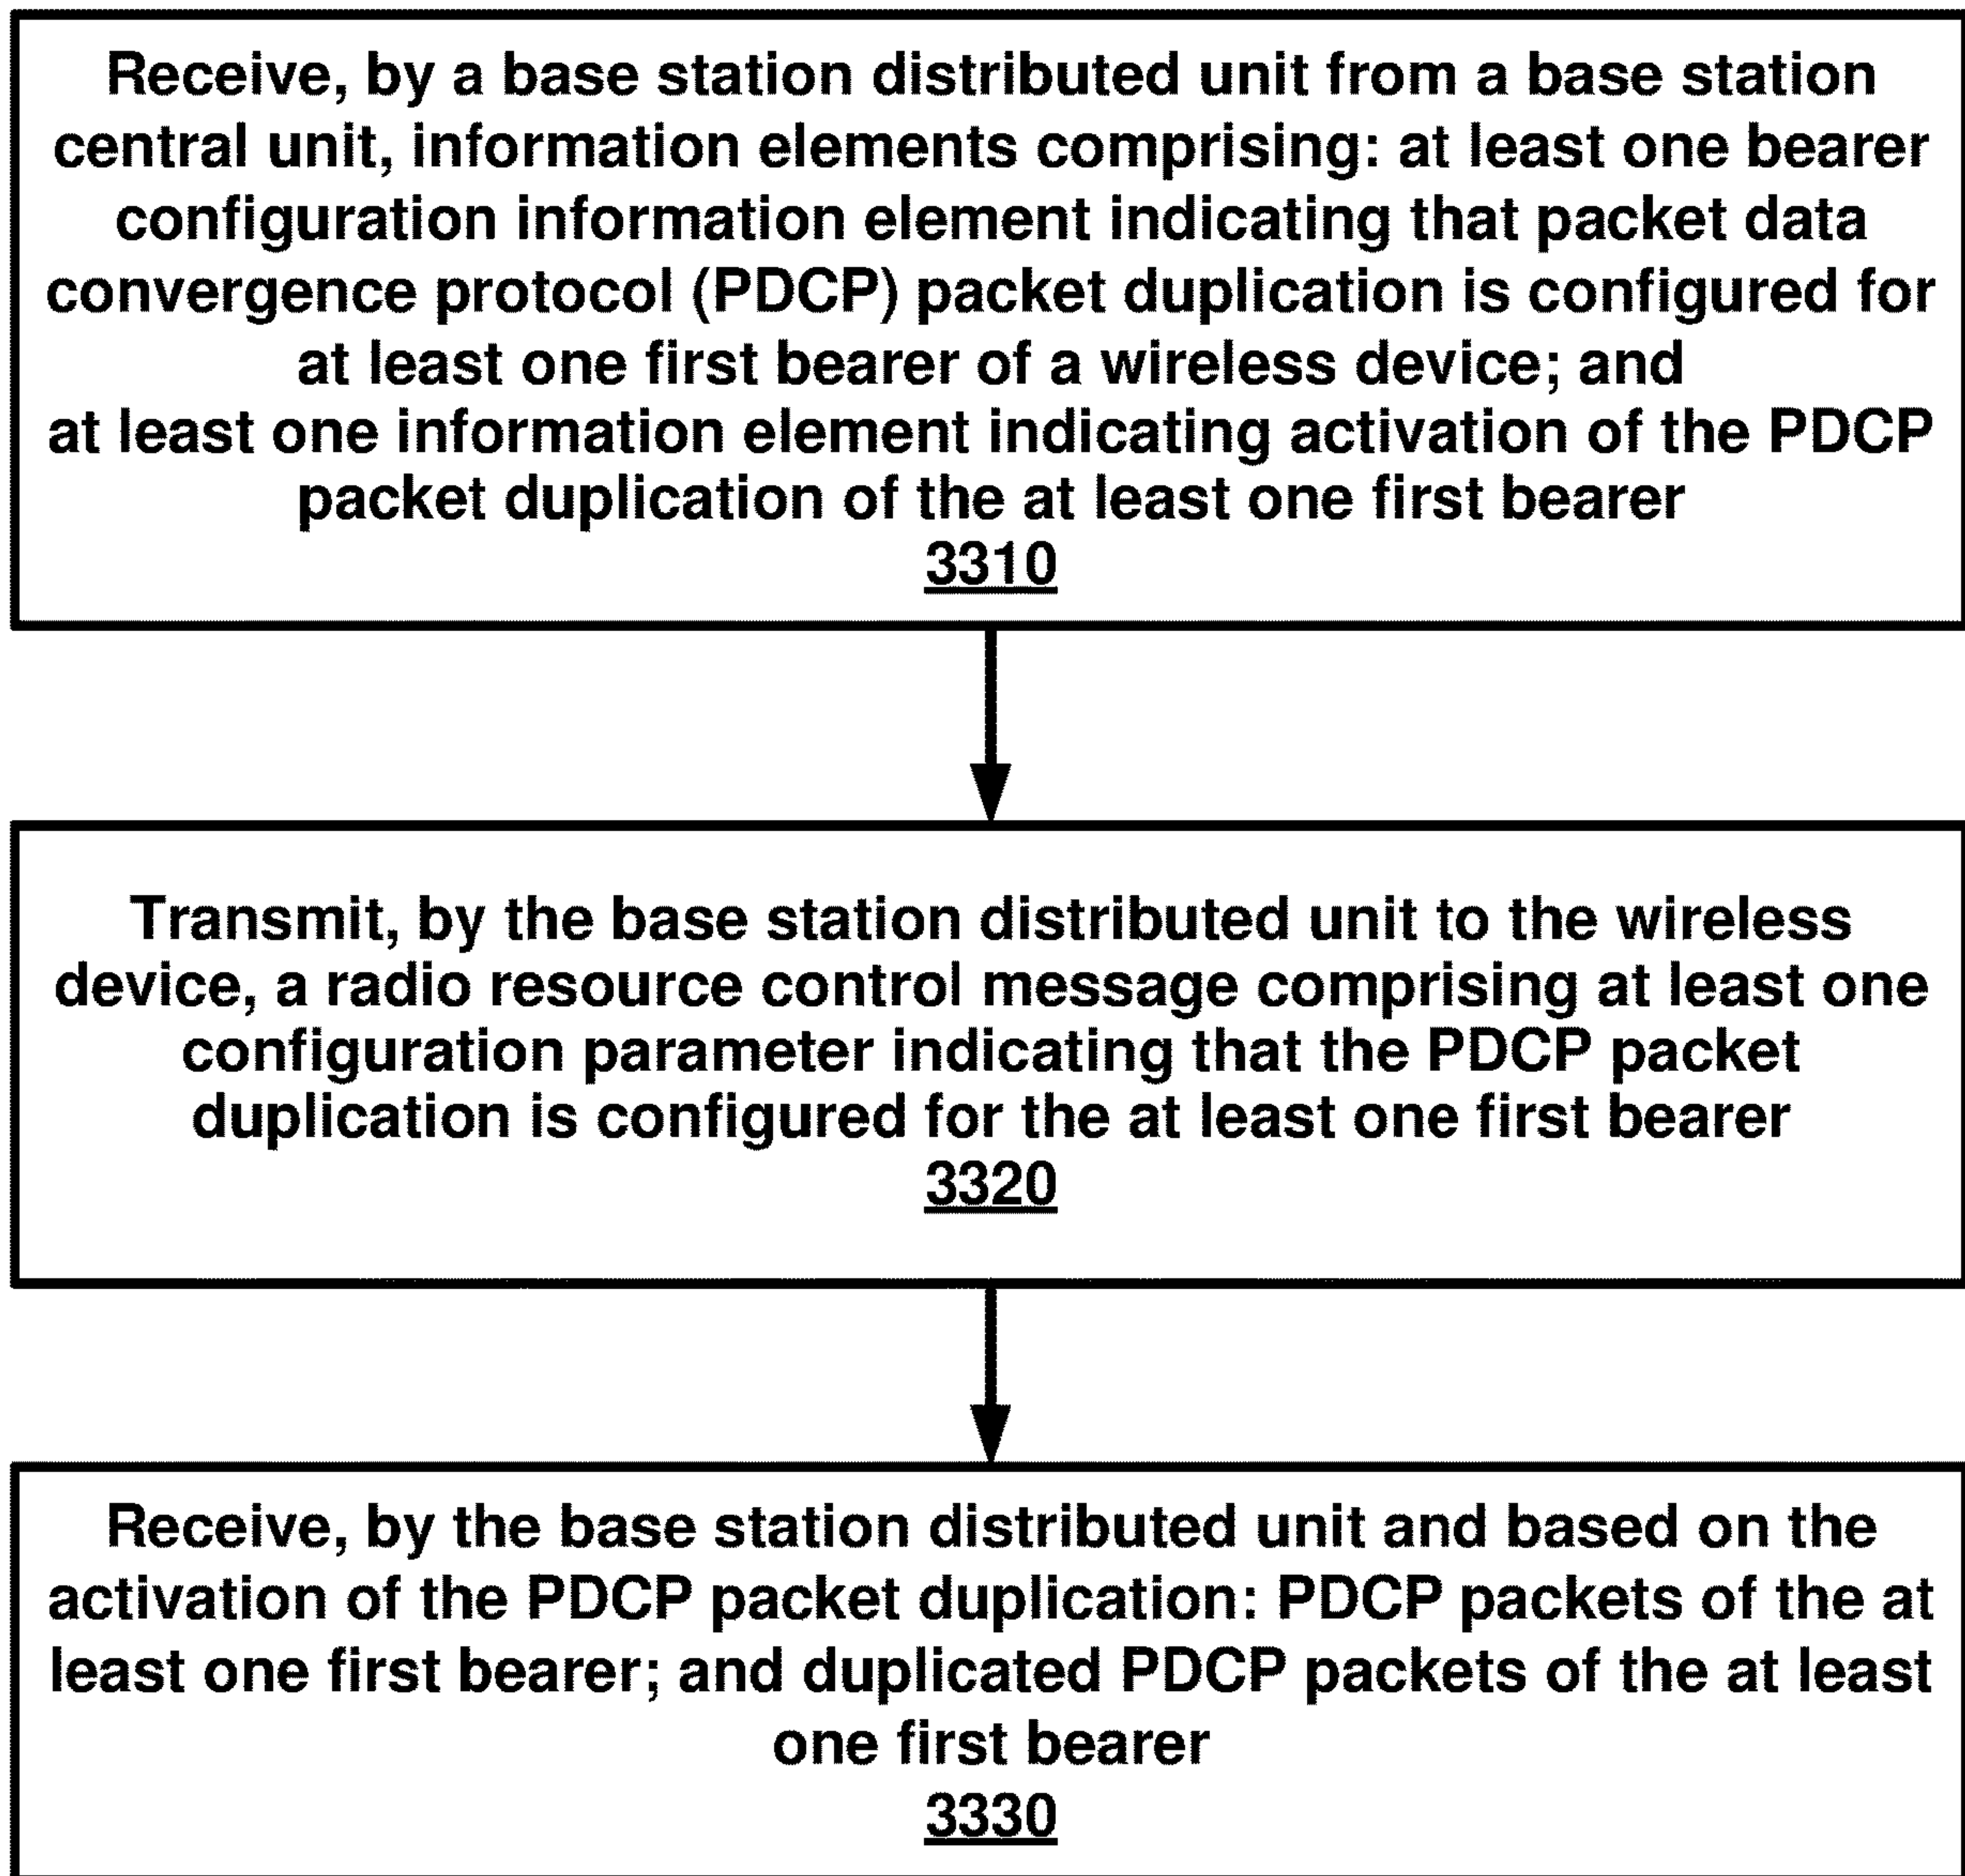 Receive, by a base station distributed unit from a base station
central unit, information elements comprising: at least one bearer
configuration information element indicating that packet data
convergence protocol (PDCP) packet duplication is configured for
at least one first bearer of a wireless device; and
at least one information element indicating activation of the PDCP
packet duplication of the at least one first bearer
3310
Transmit, by the base station distributed unit to the wireless
device, a radio resource control message comprising at least one
configuration parameter indicating that the PDCP packet
duplication is configured for the at least one first bearer
3320
Receive, by the base station distributed unit and based on the
activation of the PDCP packet duplication: PDCP packets of the at
least one first bearer; and duplicated PDCP packets of the at least
one first bearer
3330